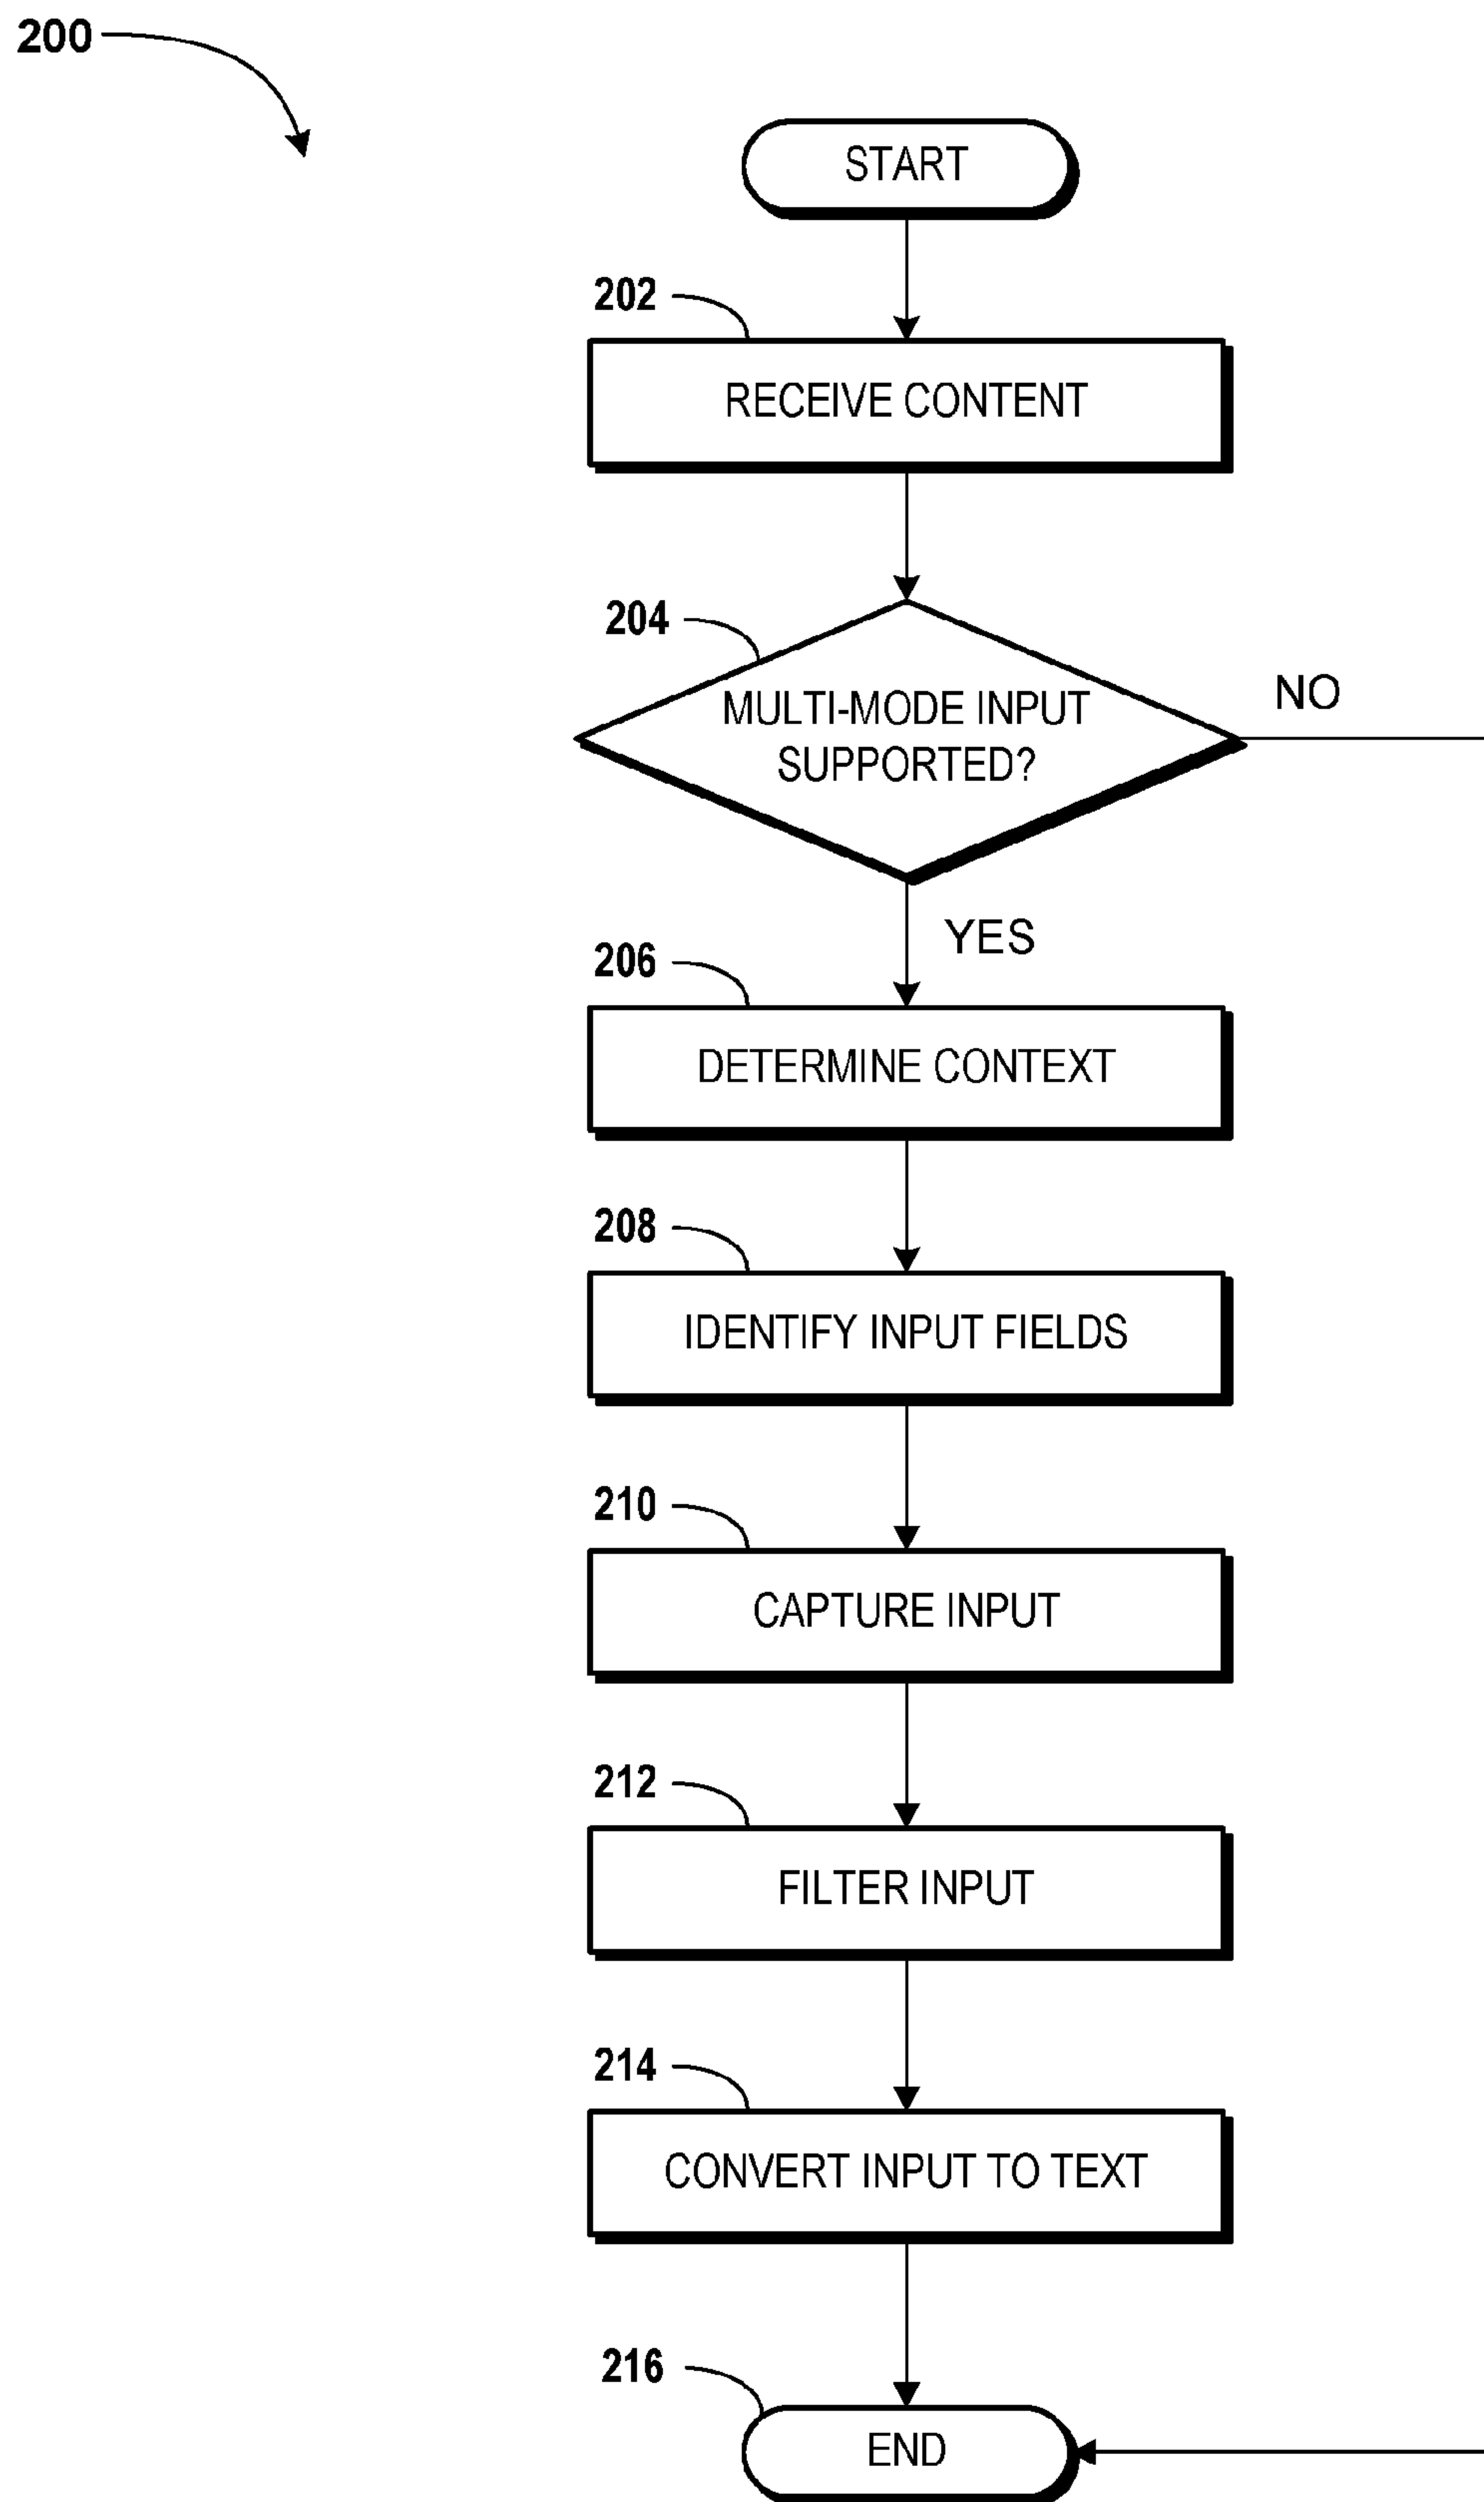 200
START
202
RECEIVE CONTENT
204
MULTI-MODE INPUT
SUPPORTED?
NO
YES
206
DETERMINE CONTEXT
208
IDENTIFY INPUT FIELDS
210
CAPTURE INPUT
212
FILTER INPUT
214
CONVERT INPUT TO TEXT
216
END